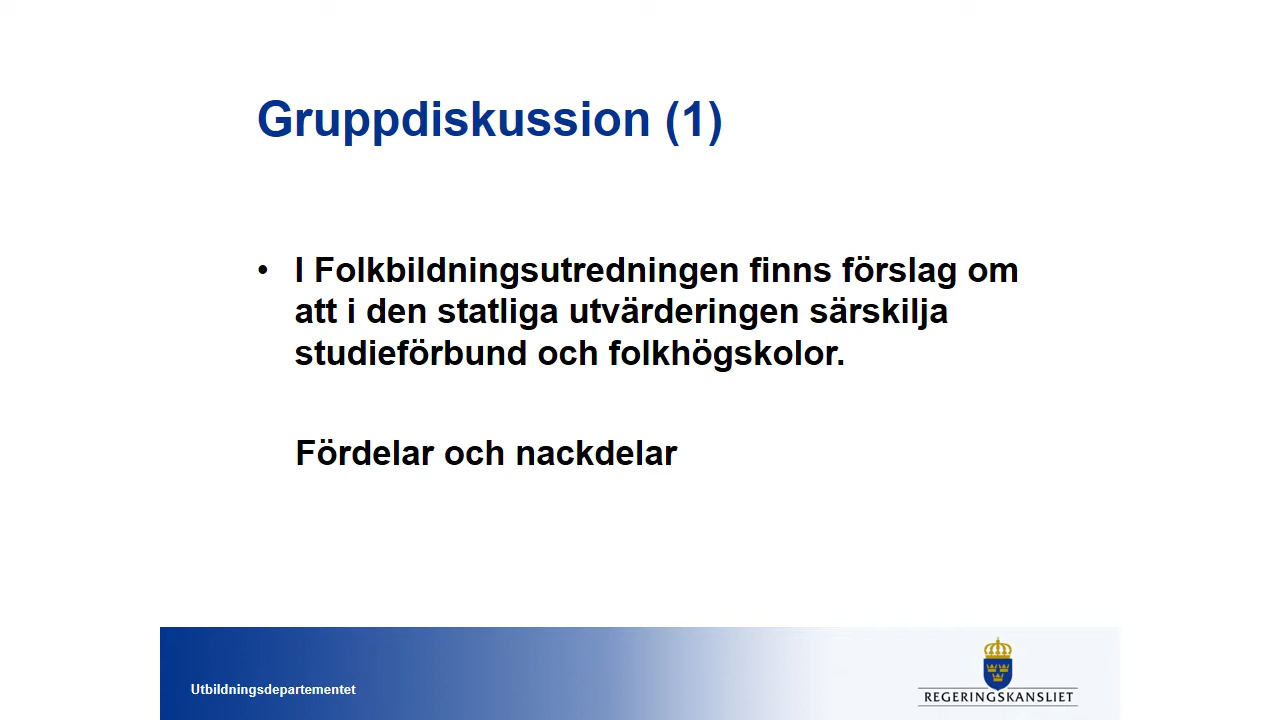 Gruppdiskussion (1)
• I Folkbildningsutredningen finns förslag om
att i den statliga utvärderingen särskilja
studieförbund och folkhögskolor.
Fördelar och nackdelar
Utbildningsdepartementet
REGERINGSKANSLIET